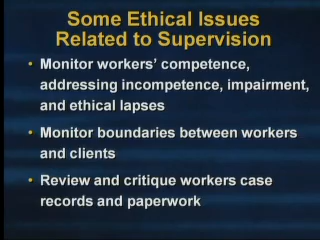 Some Ethical Issues
Related to Supervision
• Monitor workers' competence,
addressing incompetence, impairment,
and ethical lapses
• Monitor boundaries between workers
and clients
• Review and critique workers case
records and paperwork